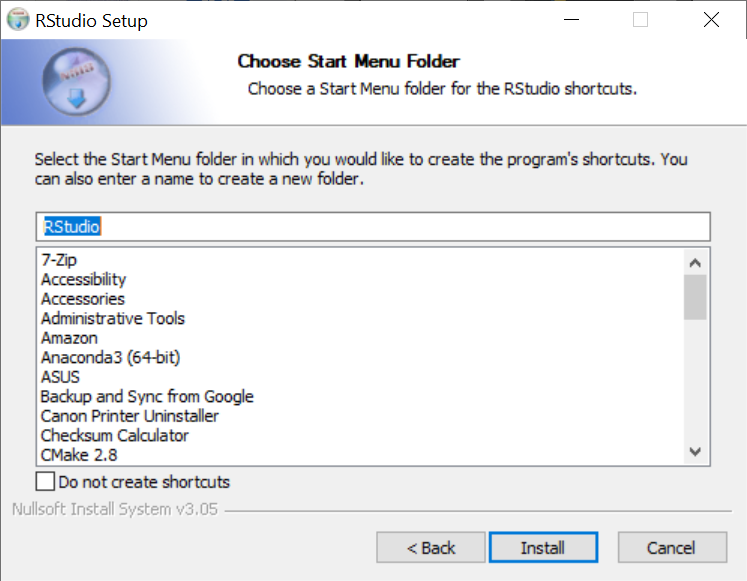 RStudio Setup
Choose Start Menu Folder
Choose a Start Menu folder for the RStudio shortcuts.
Select the Start Menu folder in which you would like to create the program's shortcuts. You
can also enter a name to create a new folder.
RStudio
7-Zip
Accessibility
Accessories
Administrative Tools
Amazon
Anaconda3 (64-bit)
ASUS
Backup and Sync from Google
Canon Printer Uninstaller
Checksum Calculator
CMake 2.8
Do not create shortcuts
Nullsoft Install System v3.05
< Back
Install
Cancel